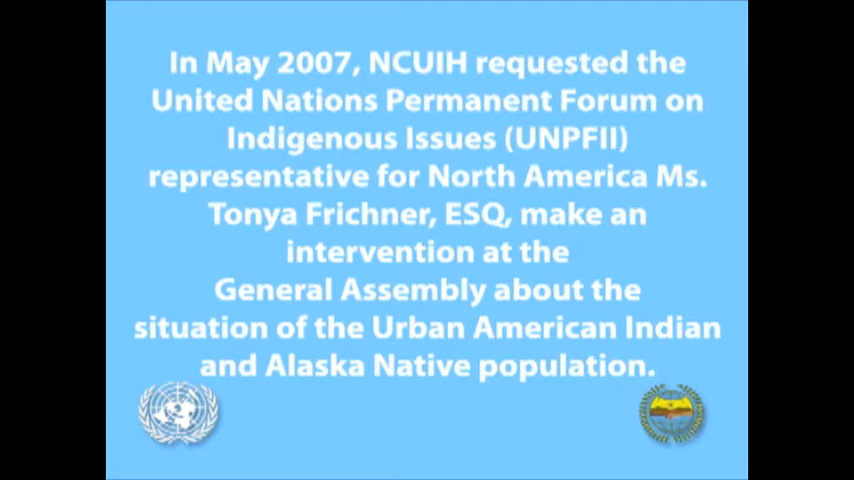 In May 2007, NCUIH requested the
United Nations Permanent Forum on
Indigenous Issues (UNPFII)
representative for North America Ms.
Tonya Frichner, ESQ, make an
intervention at the
General Assembly about the
situation of the Urban American Indian
and Alaska Native population.